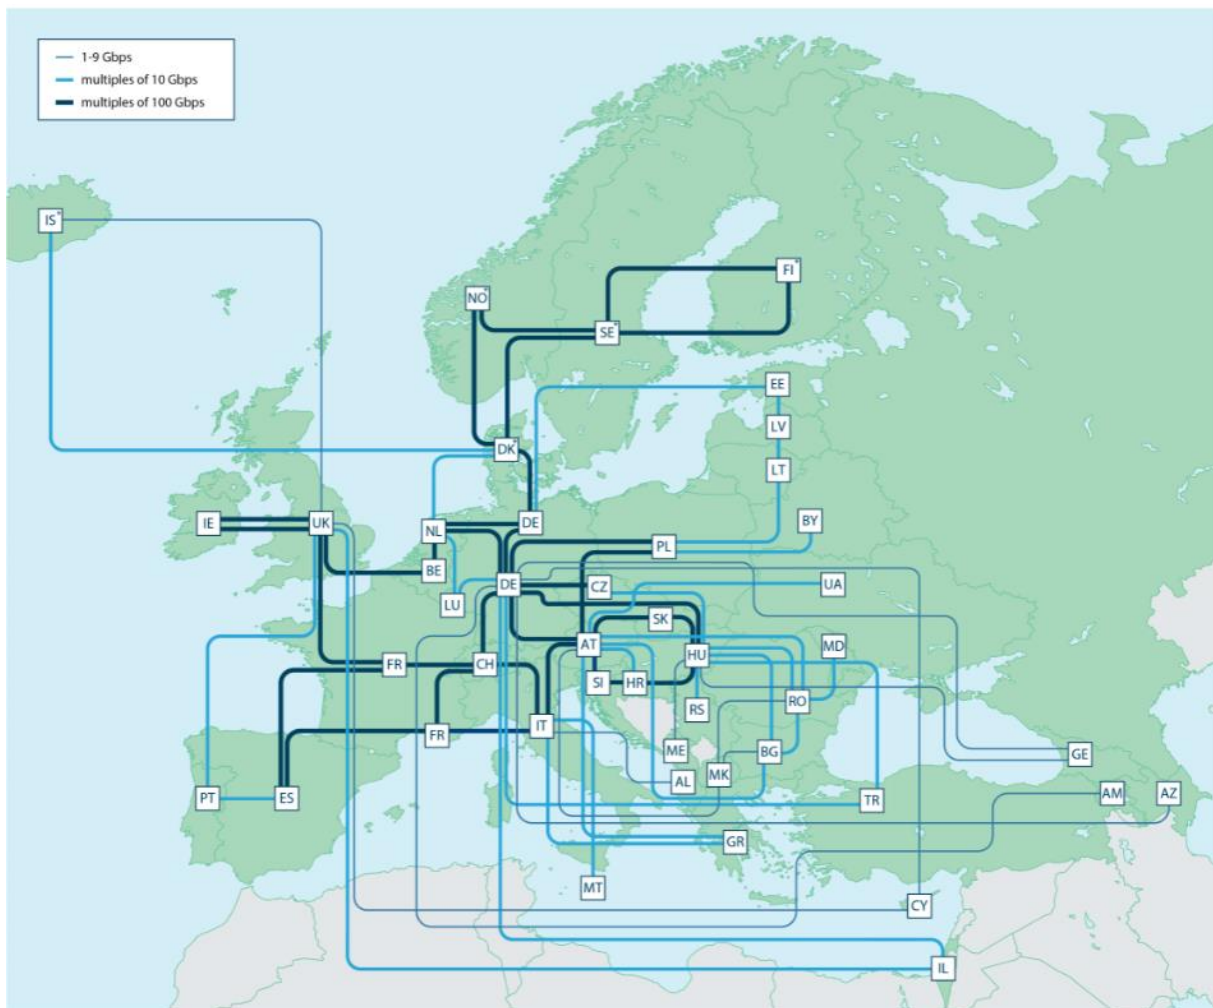 1-9 Gbps
multiples of 10 Gbps
multiples of 100 Gbps
IS*
FI*
NO*
SE*
EE
LV
DK*
LT
IE
UK
NL
DE
BY
PL
BE
DE
CZ
UA
LU
SK
AT
MD
FR
CH
HU
SI
HR
RO
RS
IT
FR
ME
BG
GE
MK
AL
PT
ES
TR
AM
AZ
GR
MT
CY
IL